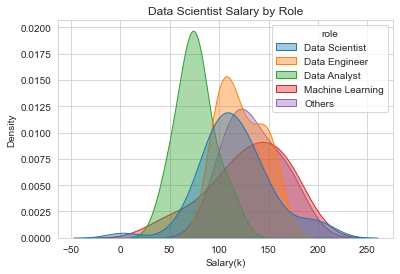 Data Scientist Salary by Role
role
Data Scientist
Data Engineer
Data Analyst
Machine Learning
Others
0.0200
0.0175
0.0150
0.0125
0.0100
0.0075
0.0050
0.0025
0.0000
Density
−50
0
50
100
150
200
250
Salary(k)